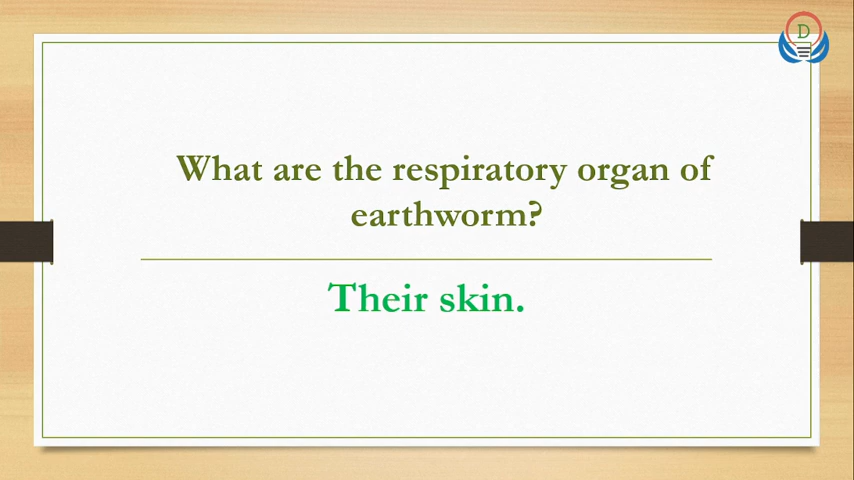 D
What are the respiratory organ of
earthworm?
Their skin.